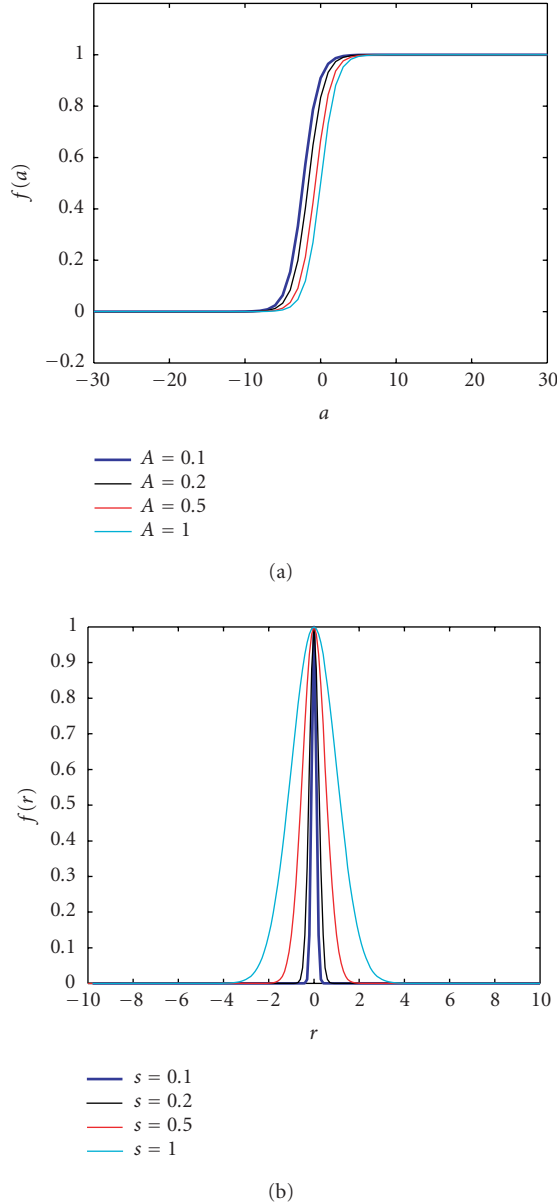 1
0.8
0.6
0.4
0.2
0
−0.2
f(a)
−30 −20 −10 0 10 20 30
a
A = 0.1
A = 0.2
A = 0.5
A = 1
(a)
1
0.9
0.8
0.7
0.6
0.5
0.4
0.3
0.2
0.1
0
f(r)
−10 −8 −6 −4 −2 0 2 4 6 8 10
r
s = 0.1
s = 0.2
s = 0.5
s = 1
(b)